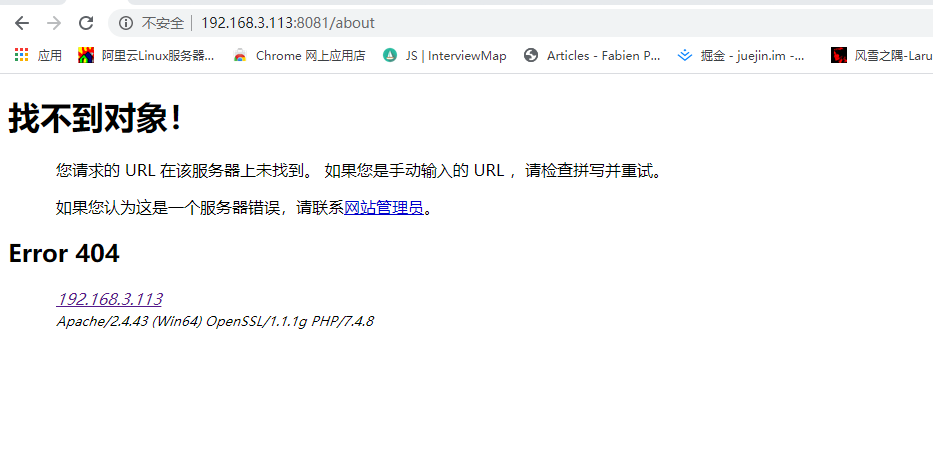 不安全 | 192.168.3.113:8081/about
应用 阿里云Linux服务器... Chrome 网上应用店 JS | InterviewMap Articles - Fabien P... 掘金 - juejin.im -... 风雪之隅-Laru
找不到对象！
您请求的 URL 在该服务器上未找到。 如果您是手动输入的 URL ，请检查拼写并重试。
如果您认为这是一个服务器错误，请联系网站管理员。
Error 404
192.168.3.113
Apache/2.4.43 (Win64) OpenSSL/1.1.1g PHP/7.4.8